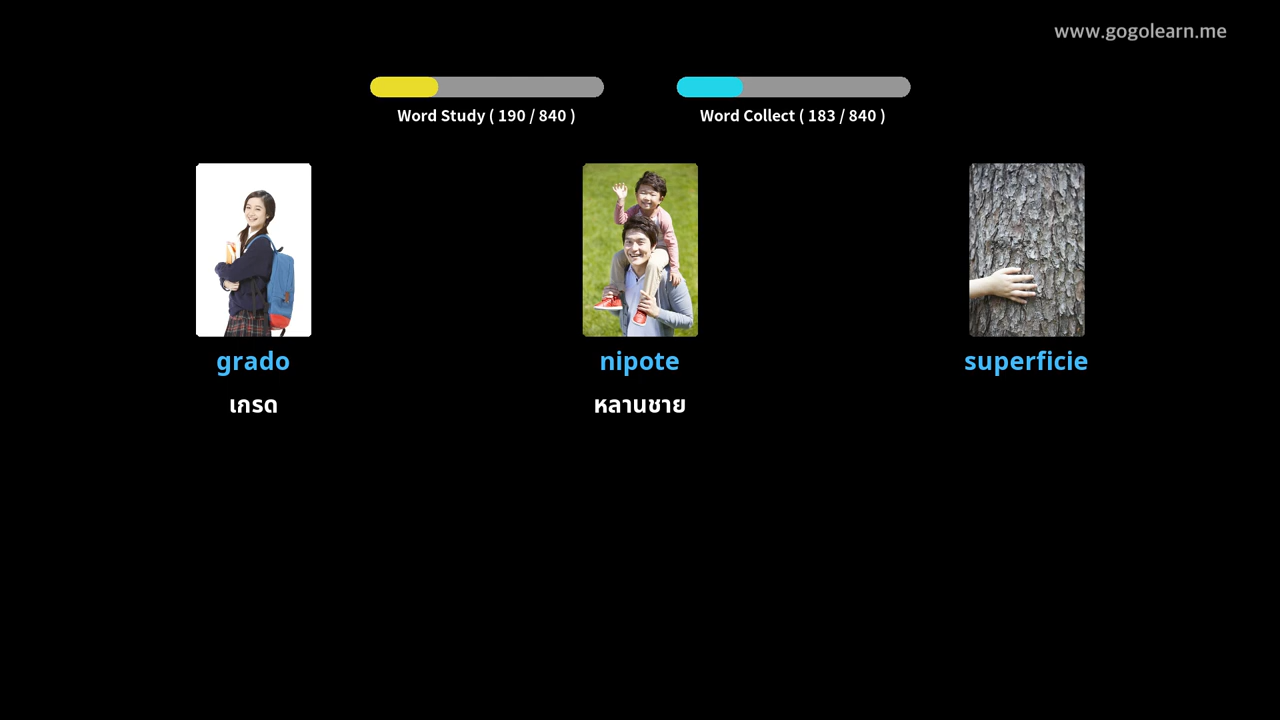 www.gogolearn.me
Word Study ( 190 / 840 )
Word Collect ( 183 / 840 )
grado
nipote
superficie
เกรด
หลานชาย